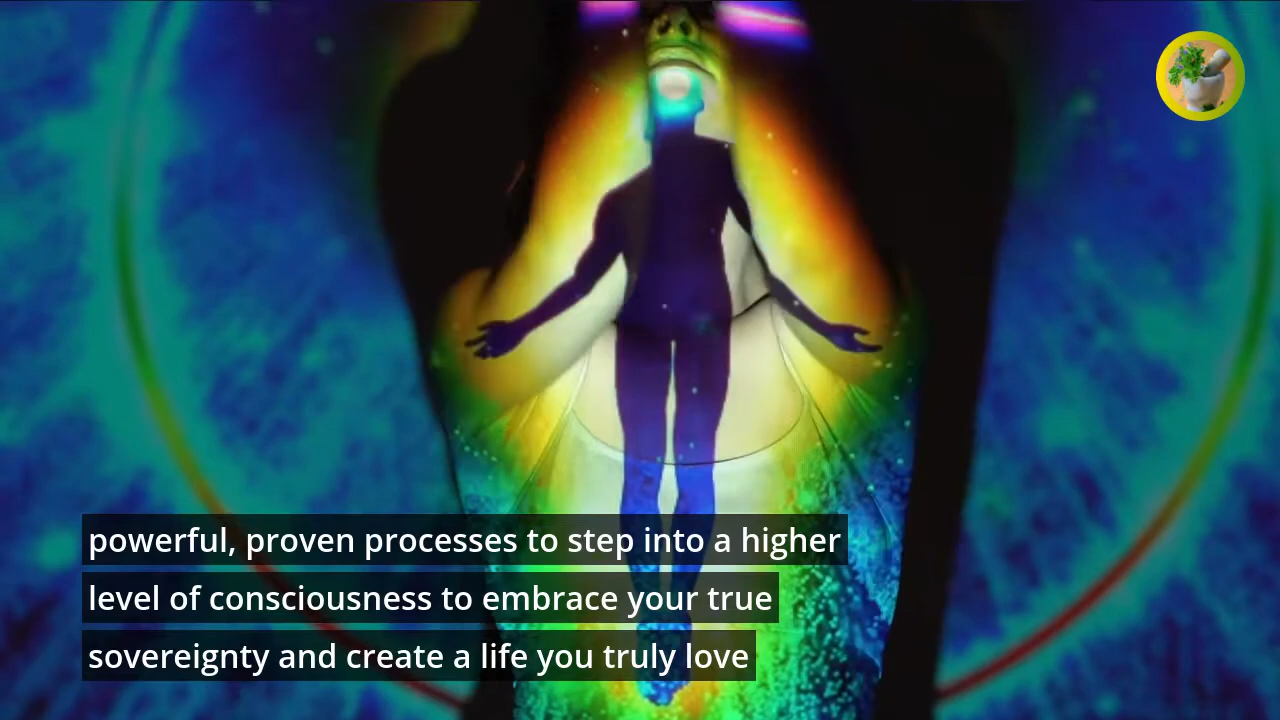 powerful, proven processes to step into a higher
level of consciousness to embrace your true
sovereignty and create a life you truly love